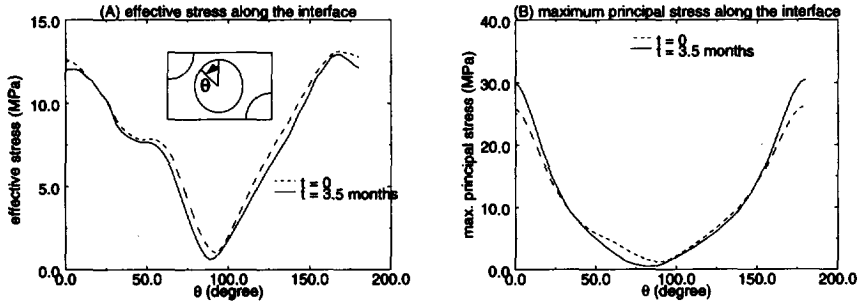 (A) effective stress along the interface
15.0
10.0
5.0
0.0
effective stress (MPa)
θ
t = 0
t = 3.5 months
0.0 50.0 100.0 150.0 200.0
θ (degree)
(B) maximum principal stress along the interface
40.0
30.0
20.0
10.0
0.0
max. principal stress (MPa)
t = 0
t = 3.5 months
0.0 50.0 100.0 150.0 200.0
θ (degree)